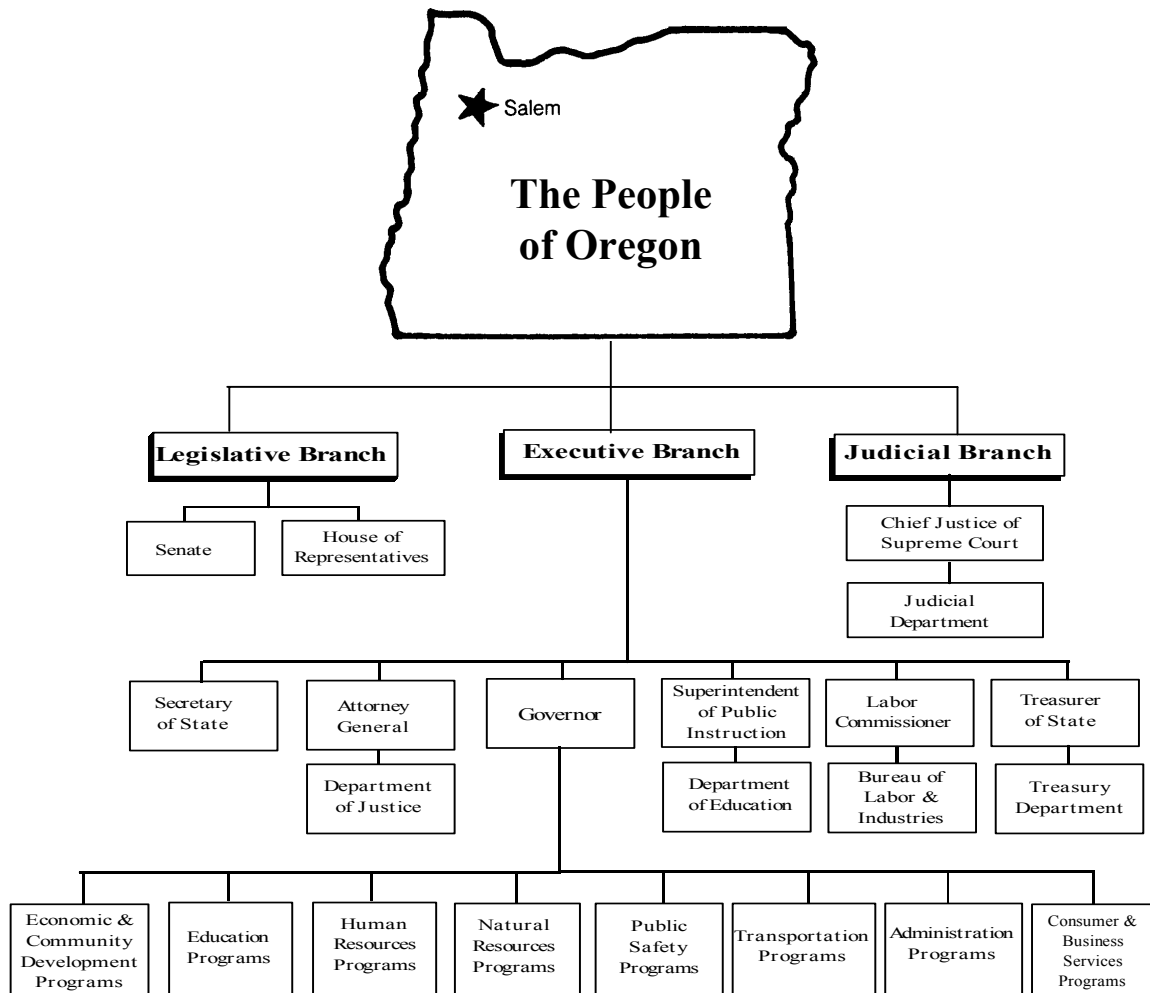 Salem
The People
of Oregon
Legislative Branch
Executive Branch
Judicial Branch
Senate
House of
Representatives
Chief Justice of
Supreme Court
Judicial
Department
Secretary
of State
Attorney
General
Governor
Superintendent
of Public
Instruction
Labor
Commissioner
Treasurer
of State
Department
of Justice
Department
of Education
Bureau of
Labor &
Industries
Treasury
Department
Economic &
Community
Development
Programs
Education
Programs
Human
Resources
Programs
Natural
Resources
Programs
Public
Safety
Programs
Transportation
Programs
Administration
Programs
Consumer &
Business
Services
Programs